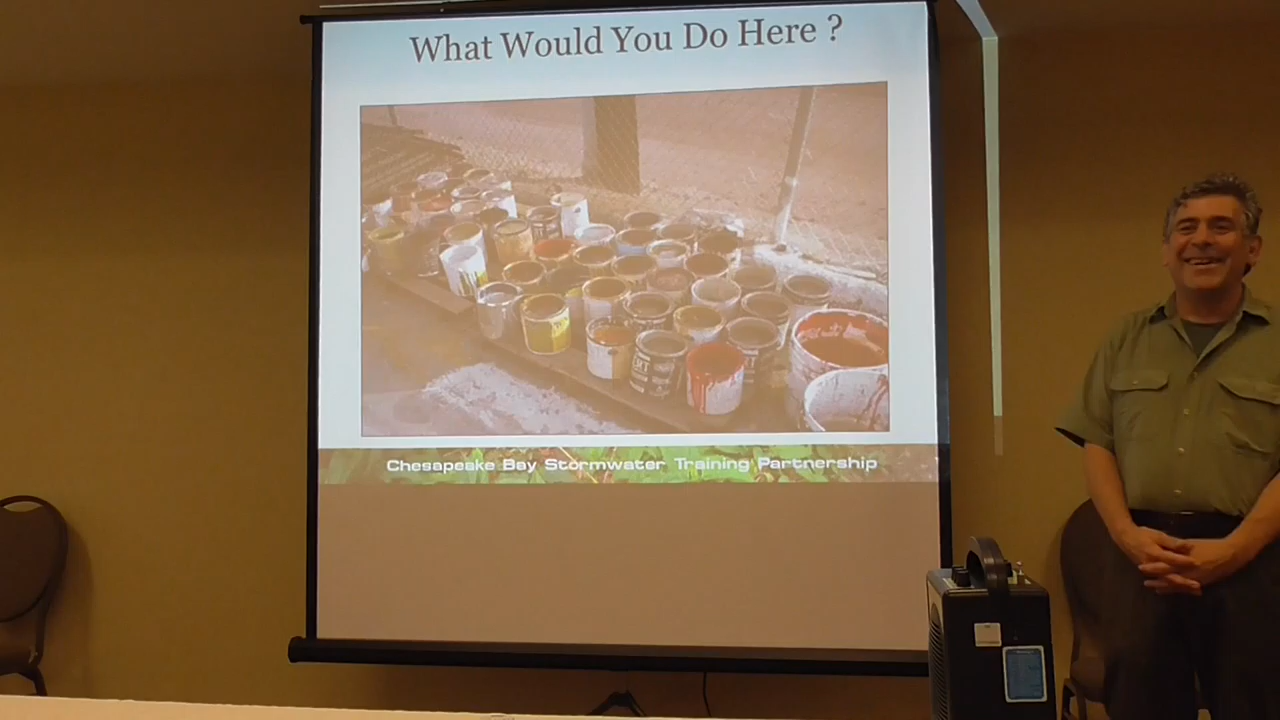 What Would You Do Here ?
Chesapeake Bay Stormwater Training Partnership